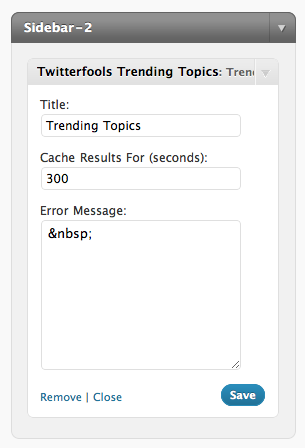 Sidebar-2
Twitterfools Trending Topics: Trend
Title:
Trending Topics
Cache Results For (seconds):
300
Error Message:
&nbsp;
Remove | Close
Save